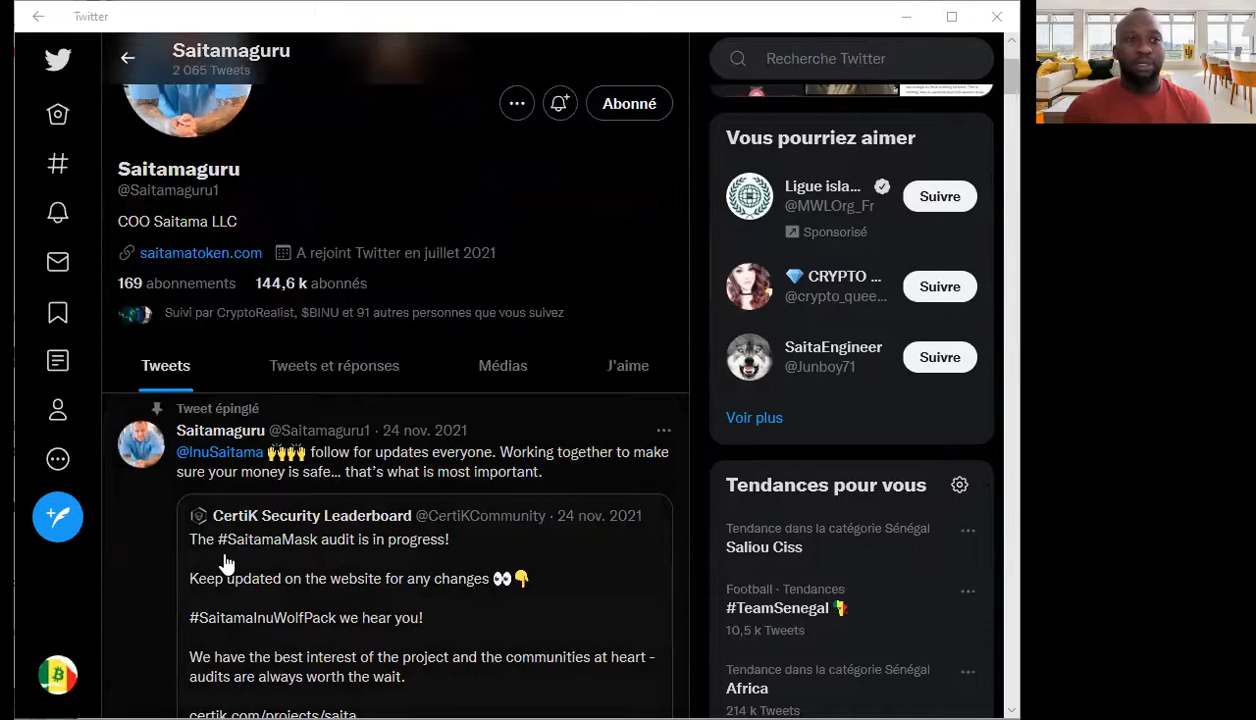 Twitter
Saitamaguru
2 065 Tweets
Recherche Twitter
Abonné
Saitamaguru
@Saitamaguru1
COO Saitama LLC
saitamatoken.com A rejoint Twitter en juillet 2021
169 abonnements 144,6 k abonnés
Suivi par CryptoRealist, $BINU et 91 autres personnes que vous suivez
Tweets Tweets et réponses Médias J'aime
Tweet épinglé
Saitamaguru @Saitamaguru1 · 24 nov. 2021
@InuSaitama 🙌🙌 follow for updates everyone. Working together to make
sure your money is safe... that's what is most important.
CertiK Security Leaderboard @CertiKCommunity · 24 nov. 2021
The #SaitamaMask audit is in progress!
Keep updated on the website for any changes 👀👇
#SaitamaInuWolfPack we hear you!
We have the best interest of the project and the communities at heart -
audits are always worth the wait.
certik.com/projects/saita
Vous pourriez aimer
Ligue isla...
@MWLOrg_Fr
Sponsorisé
Suivre
💎 CRYPTO ...
@crypto_quee...
Suivre
SaitaEngineer
@Junboy71
Suivre
Voir plus
Tendances pour vous
Tendance dans la catégorie Sénégal
Saliou Ciss
Football · Tendances
#TeamSenegal
10,5 k Tweets
Tendance dans la catégorie Sénégal
Africa
214 k Tweets